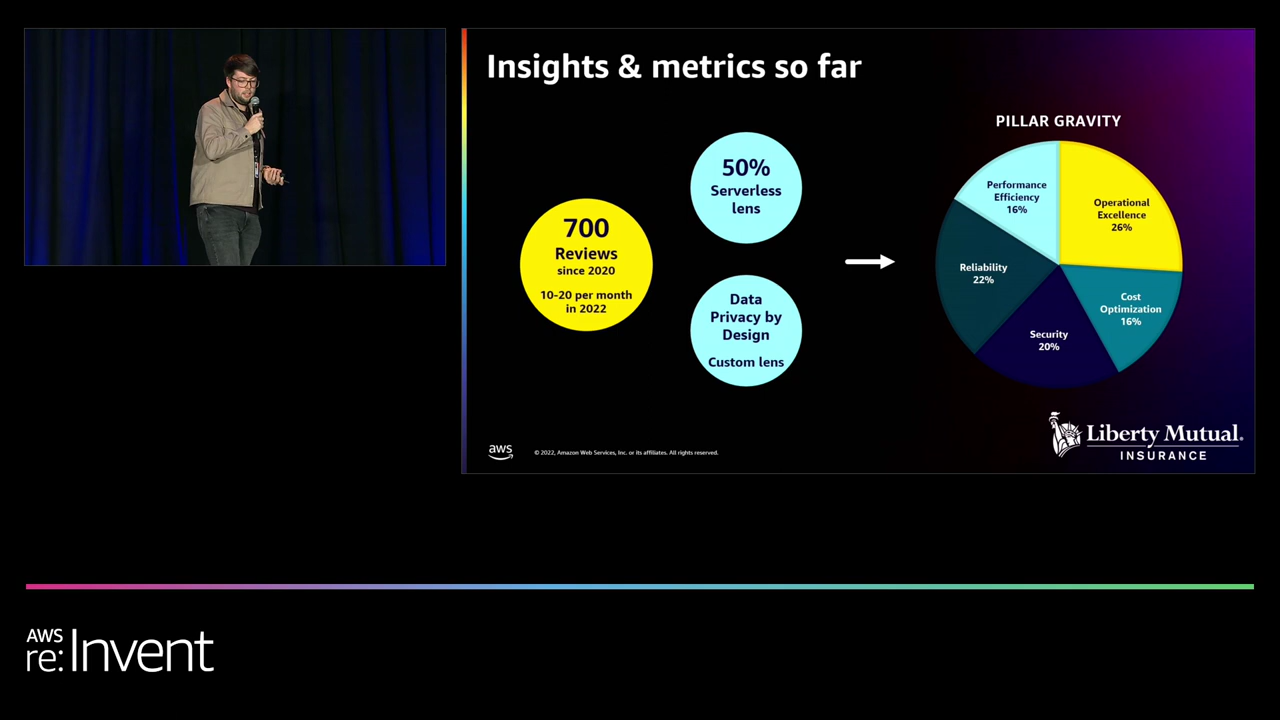 Insights & metrics so far
700
Reviews
since 2020
10-20 per month
in 2022
50%
Serverless
lens
Data
Privacy by
Design
Custom lens
PILLAR GRAVITY
Performance
Efficiency
16%
Operational
Excellence
26%
Reliability
22%
Cost
Optimization
16%
Security
20%
aws
© 2022, Amazon Web Services, Inc. or its affiliates. All rights reserved.
Liberty Mutual®
INSURANCE
AWS
re:Invent